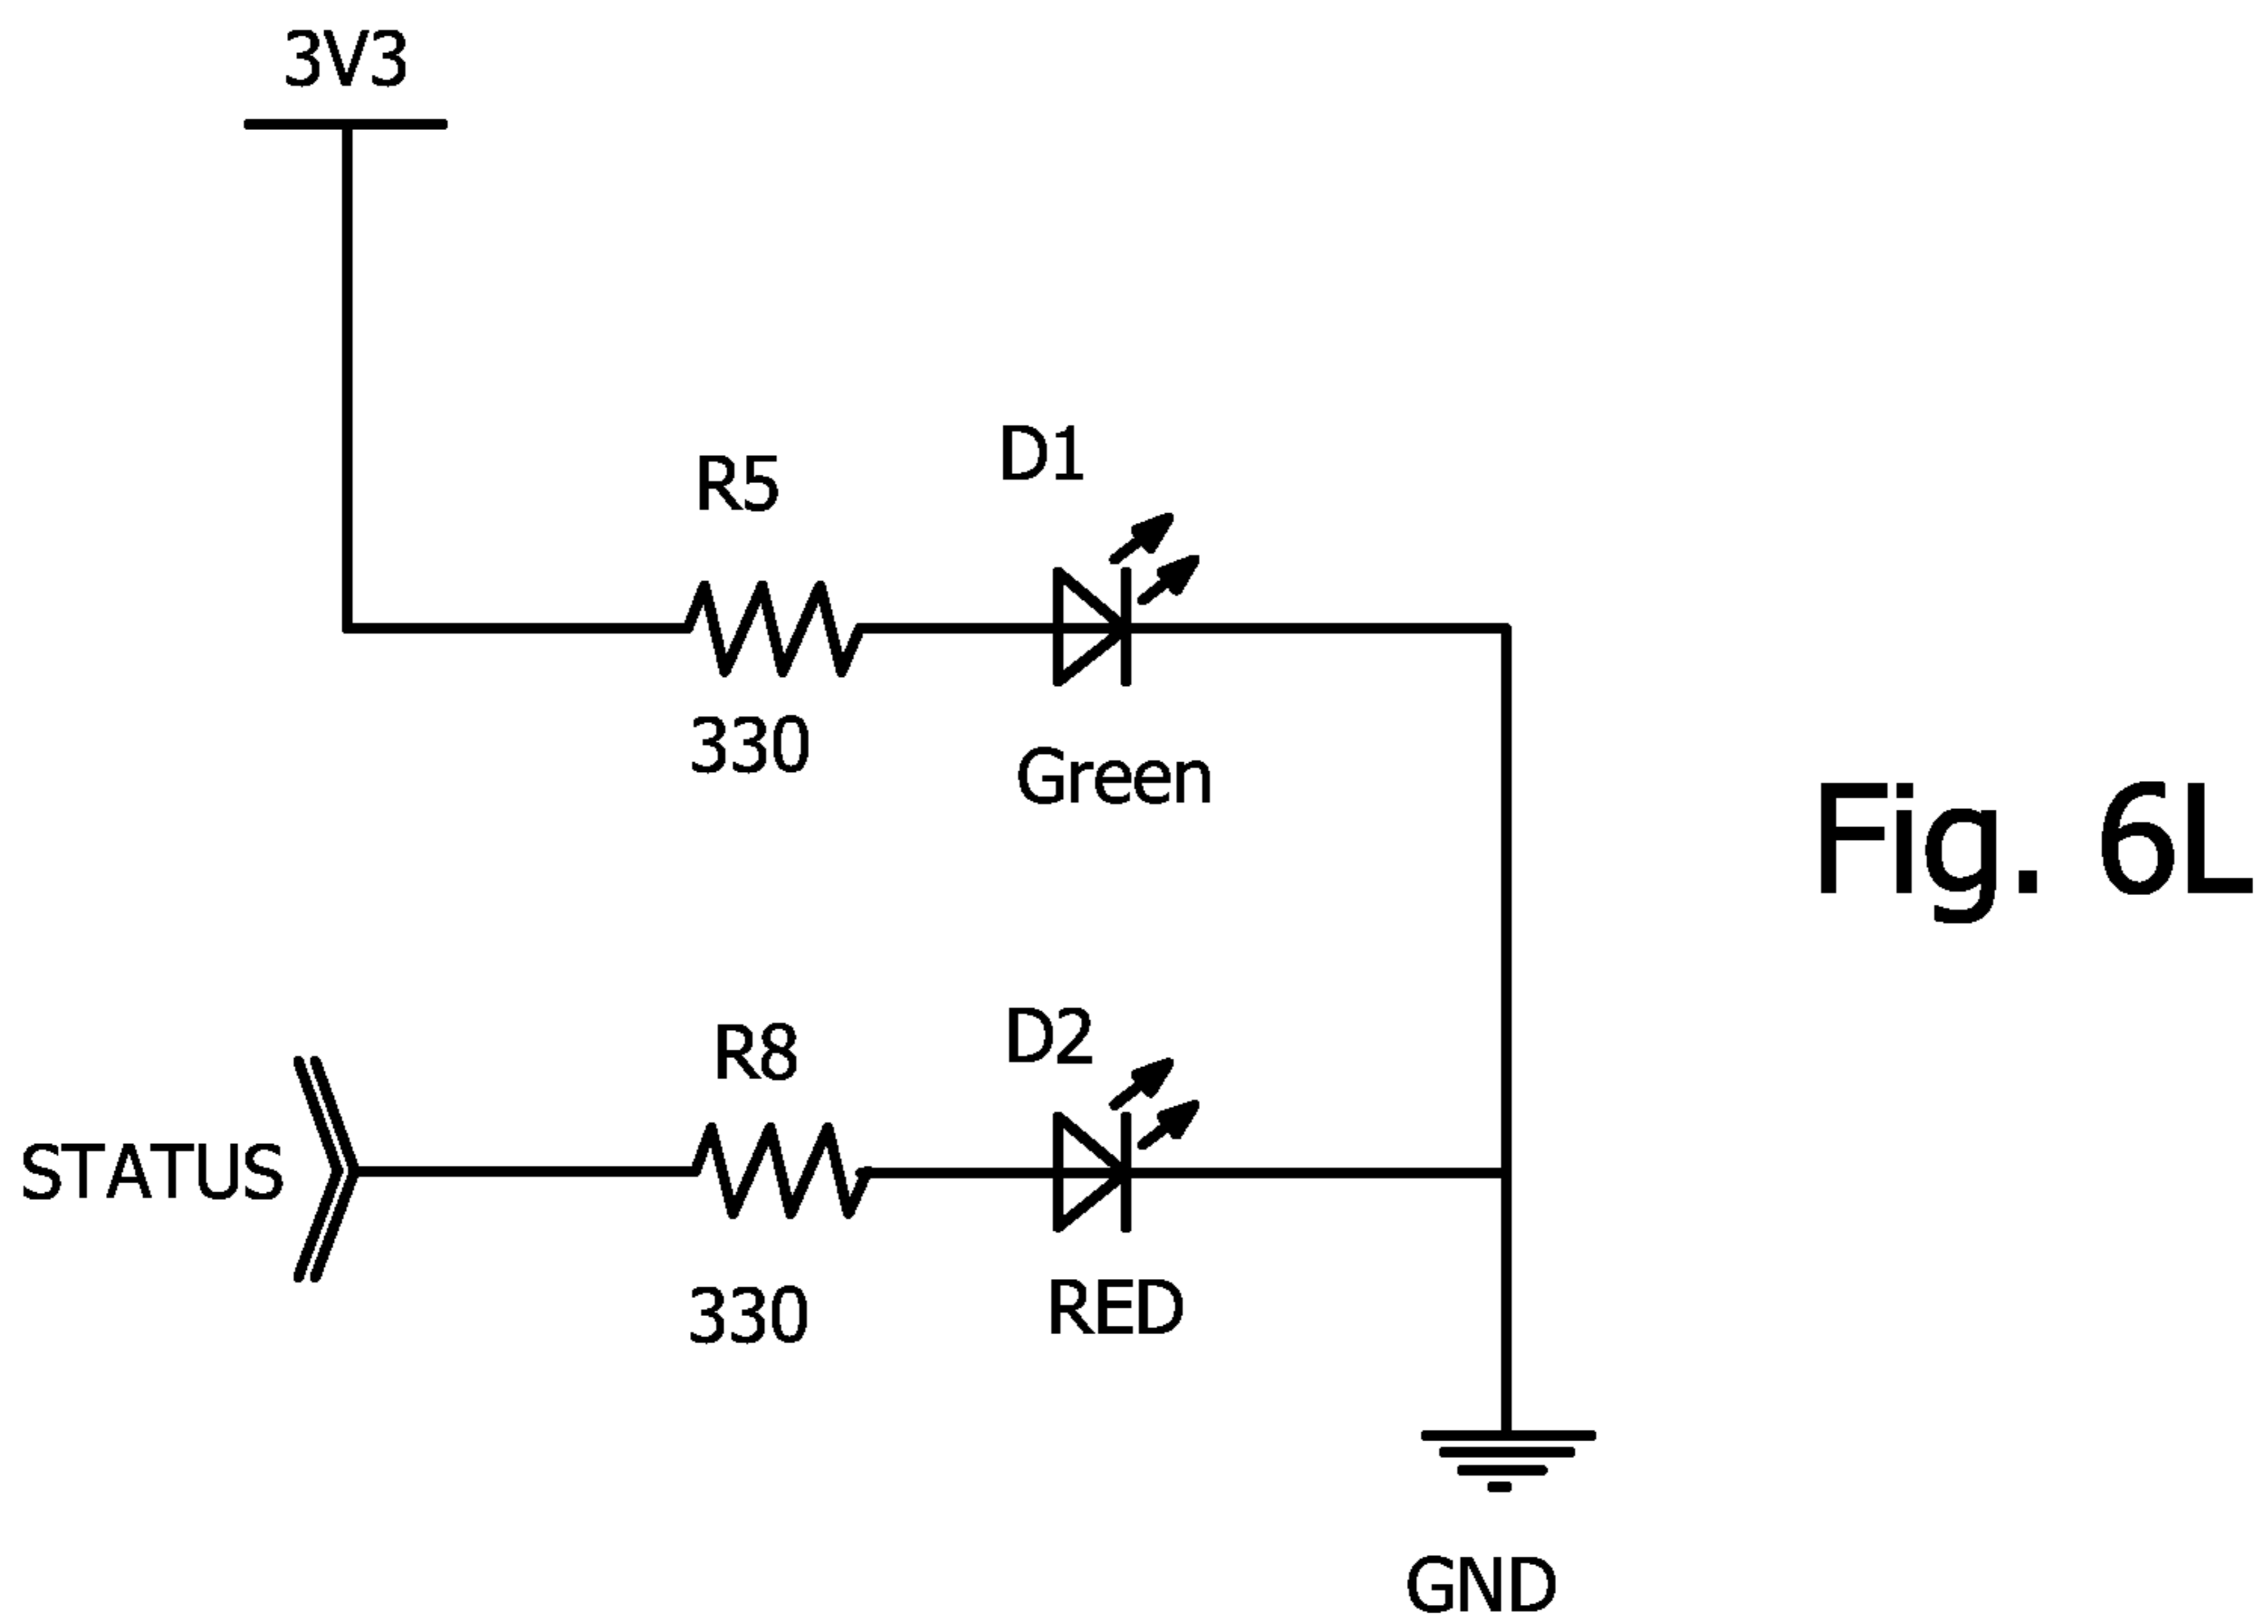 3V3
R5
D1
330
Green
Fig. 6L
R8
D2
STATUS
330
RED
GND